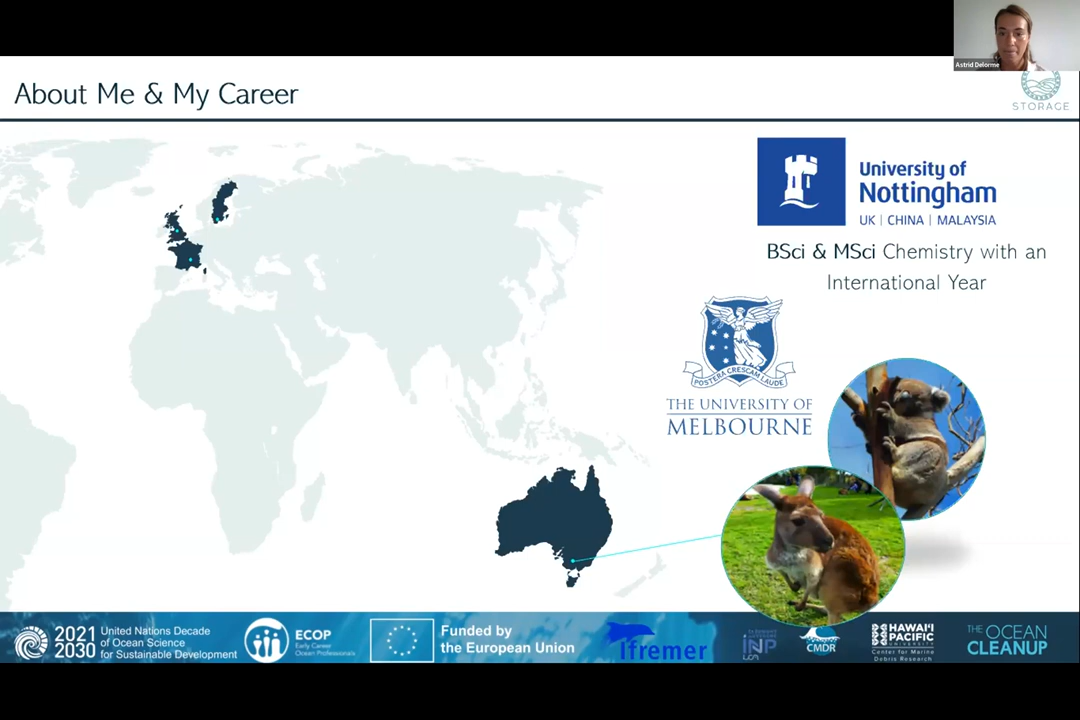 Astrid Delorme
About Me & My Career
STORAGE
University of
Nottingham
UK | CHINA | MALAYSIA
BSci & MSci Chemistry with an
International Year
POSTERA CRESCAM LAUDE
THE UNIVERSITY OF
MELBOURNE
2021
2030
United Nations Decade
of Ocean Science
for Sustainable Development
ECOP
Early Career
Ocean Professionals
Funded by
the European Union
Ifremer
INP
CMDR
HAWAI'I
PACIFIC
UNIVERSITY
Center for Marine
Debris Research
THE OCEAN
CLEANUP